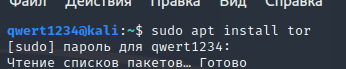 Файл Действия Правка Вид Справка
qwert1234@kali:~$ sudo apt install tor
[sudo] пароль для qwert1234:
Чтение списков пакетов… Готово